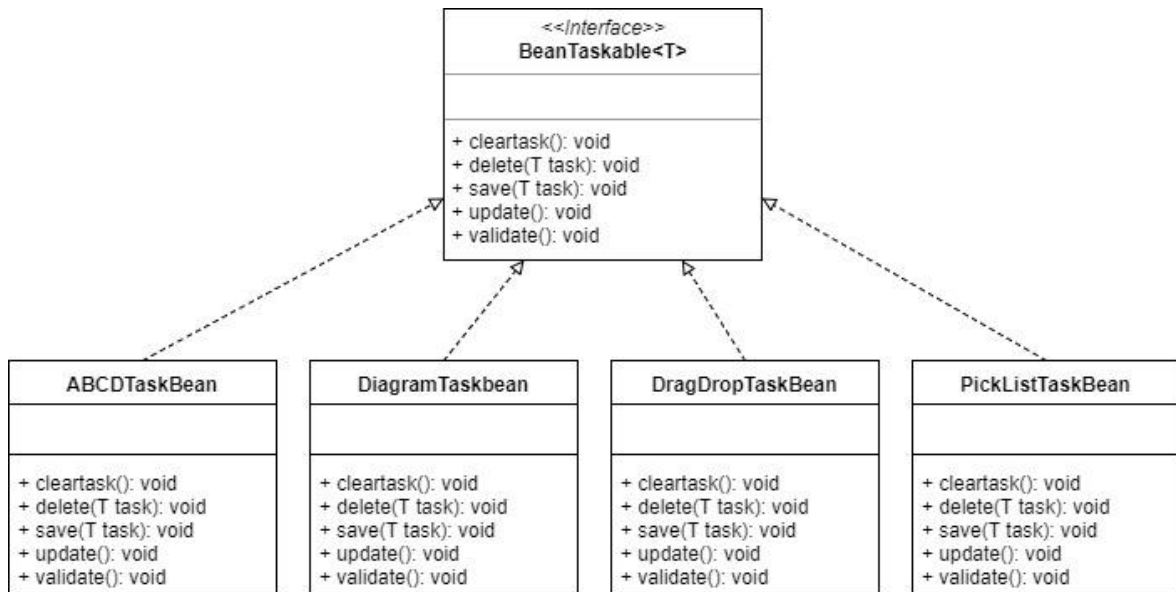 <<Interface>>
BeanTaskable<T>
+ cleartask(): void
+ delete(T task): void
+ save(T task): void
+ update(): void
+ validate(): void
ABCDTaskBean
+ cleartask(): void
+ delete(T task): void
+ save(T task): void
+ update(): void
+ validate(): void
DiagramTaskbean
+ cleartask(): void
+ delete(T task): void
+ save(T task): void
+ update(): void
+ validate(): void
DragDropTaskBean
+ cleartask(): void
+ delete(T task): void
+ save(T task): void
+ update(): void
+ validate(): void
PickListTaskBean
+ cleartask(): void
+ delete(T task): void
+ save(T task): void
+ update(): void
+ validate(): void